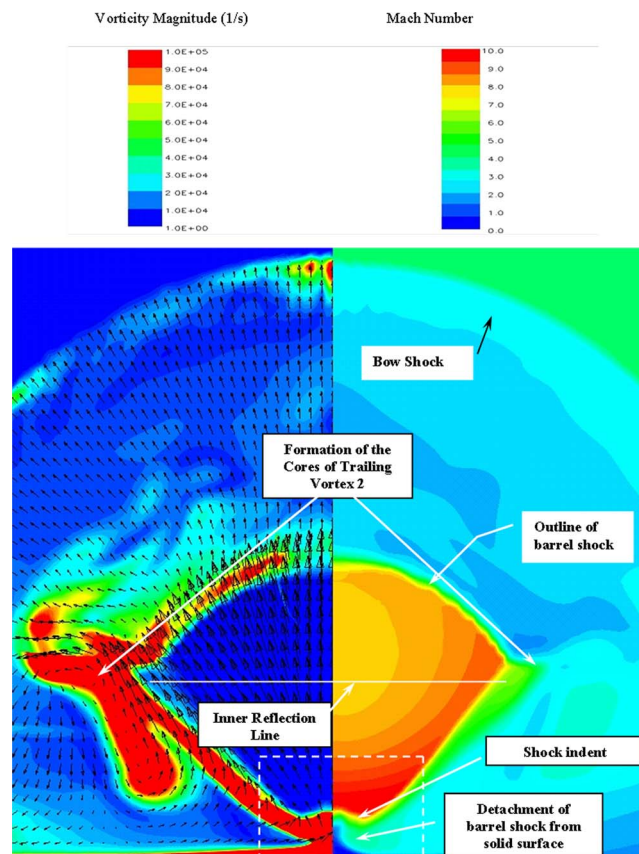 Vorticity Magnitude (1/s)
Mach Number
1.0E+05
9.0E+04
8.0E+04
7.0E+04
6.0E+04
5.0E+04
4.0E+04
3.0E+04
2.0E+04
1.0E+04
1.0E+00
10.0
9.0
8.0
7.0
6.0
5.0
4.0
3.0
2.0
1.0
0.0
Bow Shock
Formation of the
Cores of Trailing
Vortex 2
Outline of
barrel shock
Inner Reflection
Line
Shock indent
Detachment of
barrel shock from
solid surface